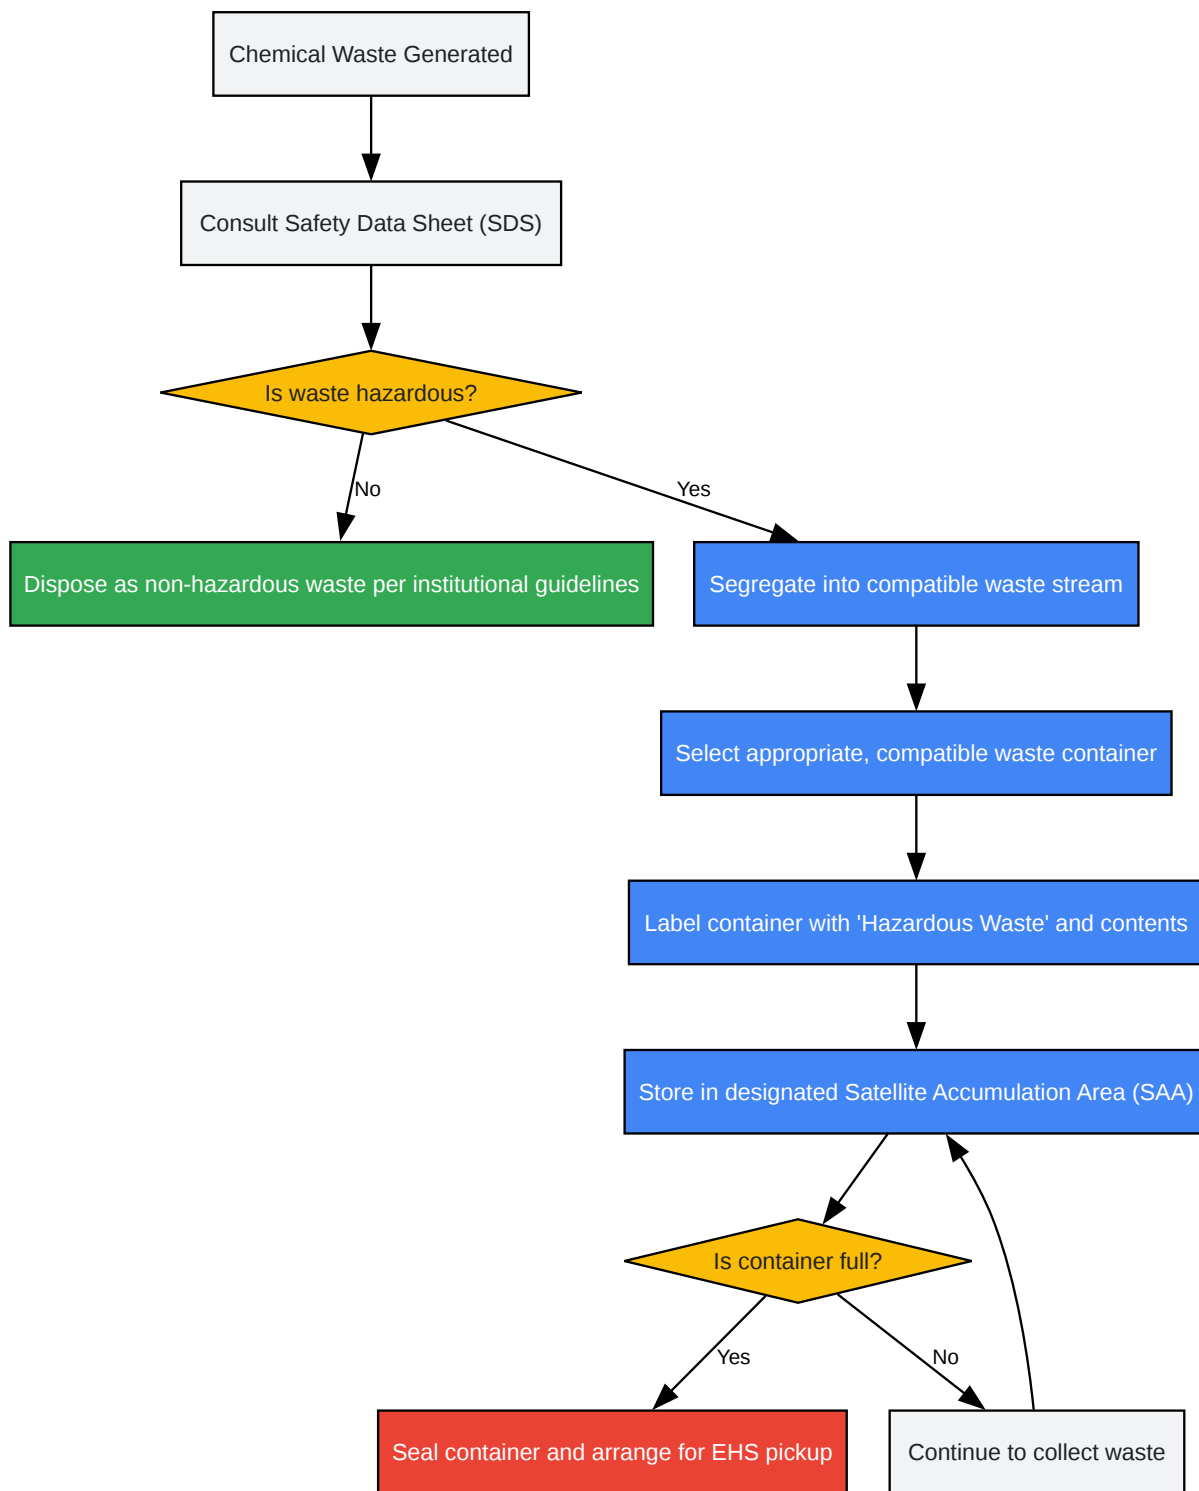 Chemical Waste Generated
Consult Safety Data Sheet (SDS)
Is waste hazardous?
No
Yes
Dispose as non-hazardous waste per institutional guidelines
Segregate into compatible waste stream
Select appropriate, compatible waste container
Label container with 'Hazardous Waste' and contents
Store in designated Satellite Accumulation Area (SAA)
Is container full?
Yes
No
Seal container and arrange for EHS pickup
Continue to collect waste